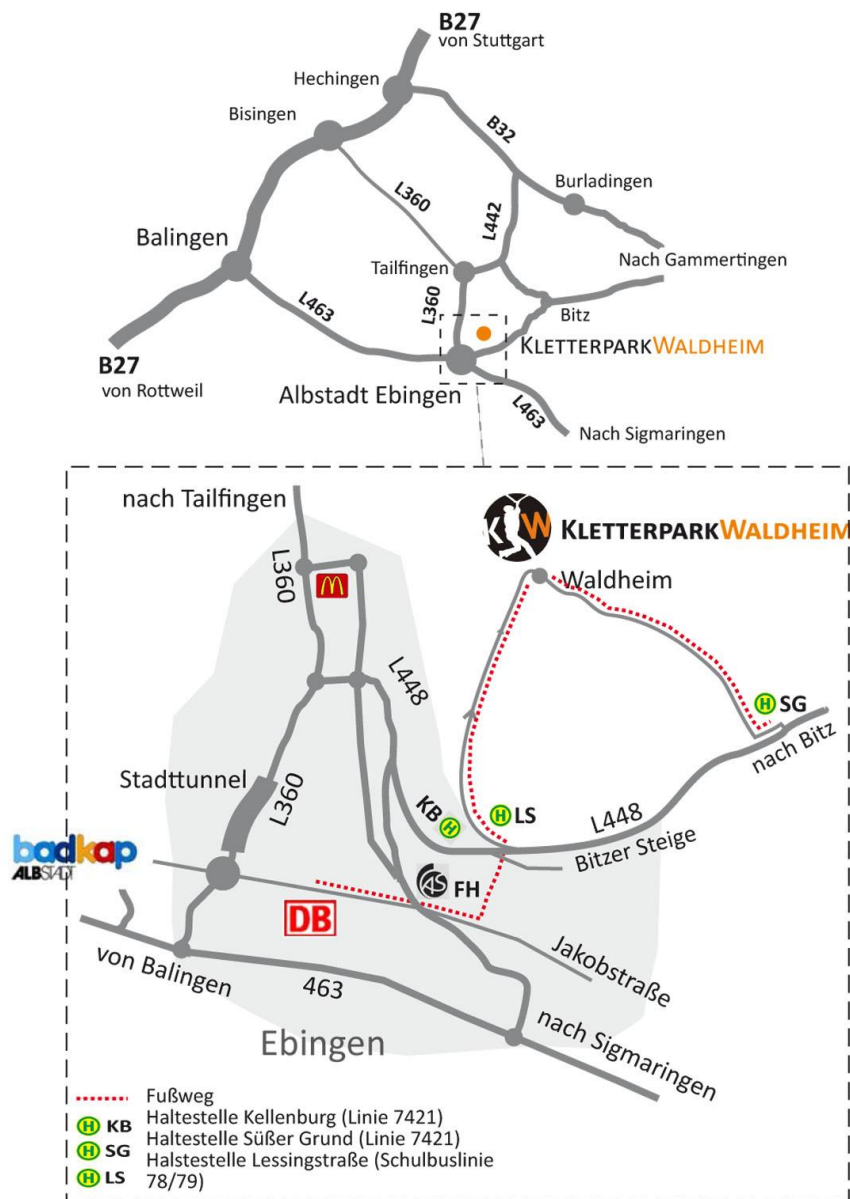 B27
von Stuttgart
Hechingen
Bisingen
B32
Burladingen
L360
L442
Balingen
Tailfingen
Nach Gammertingen
L463
L360
Bitz
KLETTERPARKWALDHEIM
B27
von Rottweil
Albstadt Ebingen
L463
Nach Sigmaringen
nach Tailfingen
KW
KLETTERPARKWALDHEIM
L360
Waldheim
L448
SG
nach Bitz
Stadttunnel
L360
KB
LS
L448
Bitzer Steige
badkap
ALBSTADT
AS
FH
DB
Jakobstraße
von Balingen
463
nach Sigmaringen
Ebingen
Fußweg
H KB Haltestelle Kellenburg (Linie 7421)
H SG Haltestelle Süßer Grund (Linie 7421)
H LS Halstestelle Lessingstraße (Schulbuslinie
78/79)